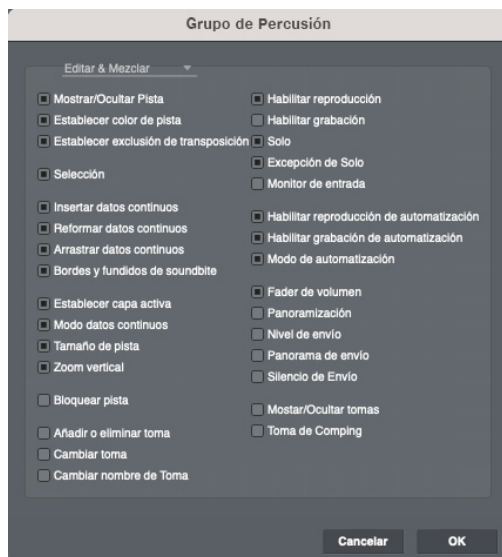 Grupo de Percusión
Editar & Mezclar
Mostrar/Ocultar Pista
Establecer color de pista
Establecer exclusión de transposición
Selección
Insertar datos continuos
Reformar datos continuos
Arrastrar datos continuos
Bordes y fundidos de soundbite
Establecer capa activa
Modo datos continuos
Tamaño de pista
Zoom vertical
Bloquear pista
Añadir o eliminar toma
Cambiar toma
Cambiar nombre de Toma
Habilitar reproducción
Habilitar grabación
Solo
Excepción de Solo
Monitor de entrada
Habilitar reproducción de automatización
Habilitar grabación de automatización
Modo de automatización
Fader de volumen
Panoramización
Nivel de envío
Panorama de envío
Silencio de Envío
Mostar/Ocultar tomas
Toma de Comping
Cancelar
OK